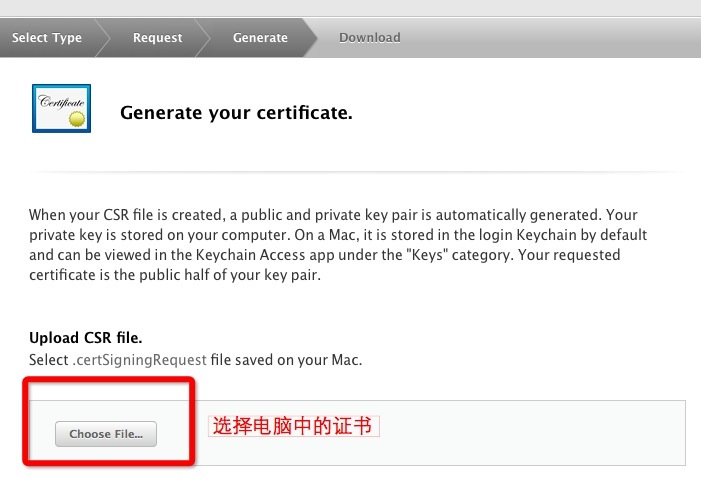 Select Type
Request
Generate
Download
Certificate
Generate your certificate.
When your CSR file is created, a public and private key pair is automatically generated. Your
private key is stored on your computer. On a Mac, it is stored in the login Keychain by default
and can be viewed in the Keychain Access app under the "Keys" category. Your requested
certificate is the public half of your key pair.
Upload CSR file.
Select .certSigningRequest file saved on your Mac.
Choose File...
选择电脑中的证书